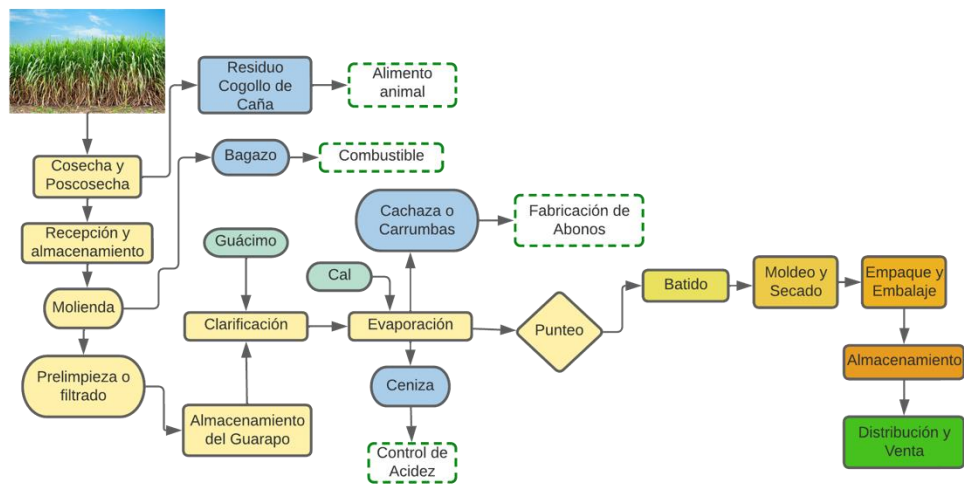 Residuo
Cogollo de
Caña
Alimento
animal
Cosecha y
Poscosecha
Bagazo
Combustible
Recepción y
almacenamiento
Guácimo
Cachaza o
Carrumbas
Fabricación de
Abonos
Cal
Molienda
Clarificación
Evaporación
Punteo
Batido
Moldeo y
Secado
Empaque y
Embalaje
Prelimpieza o
filtrado
Almacenamiento
del Guarapo
Ceniza
Control de
Acidez
Almacenamiento
Distribución y
Venta